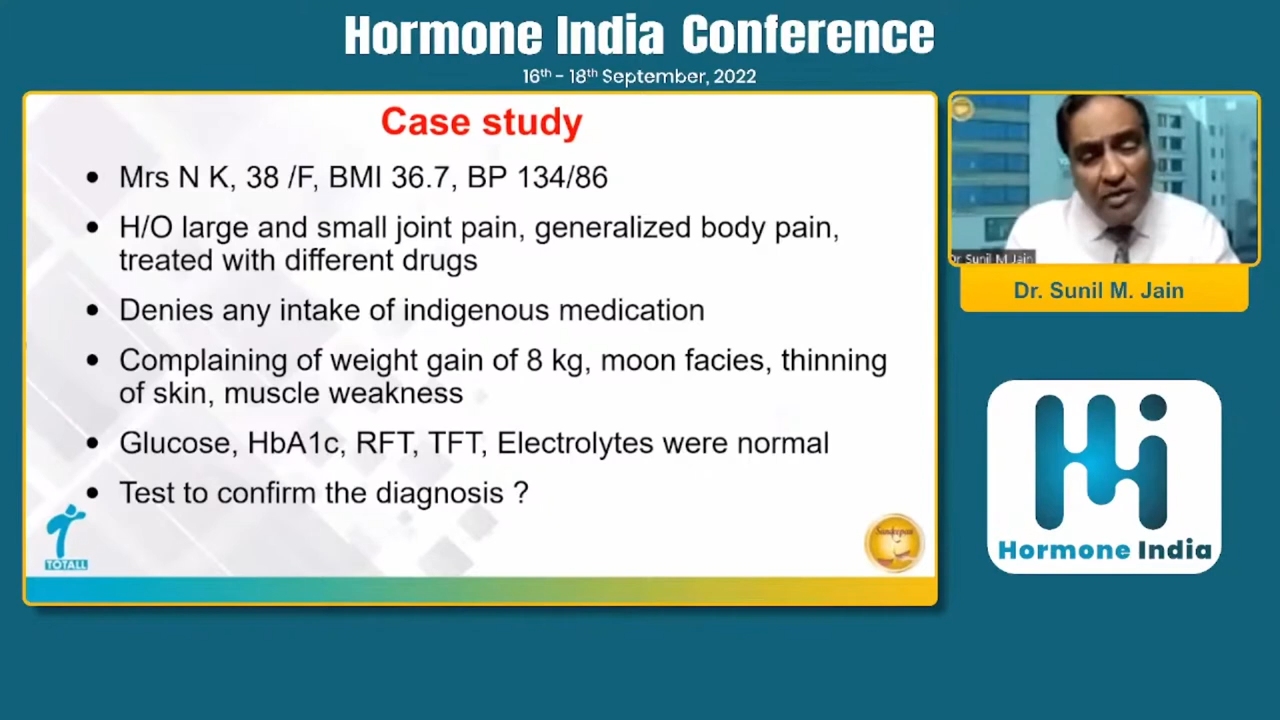 Hormone India Conference
16th - 18th September, 2022
Case study
• Mrs N K, 38 /F, BMI 36.7, BP 134/86
• H/O large and small joint pain, generalized body pain,
treated with different drugs
• Denies any intake of indigenous medication
• Complaining of weight gain of 8 kg, moon facies, thinning
of skin, muscle weakness
• Glucose, HbA1c, RFT, TFT, Electrolytes were normal
• Test to confirm the diagnosis ?
TOTALL
Dr Sunil M Jain
Dr. Sunil M. Jain
Hi
Hormone India